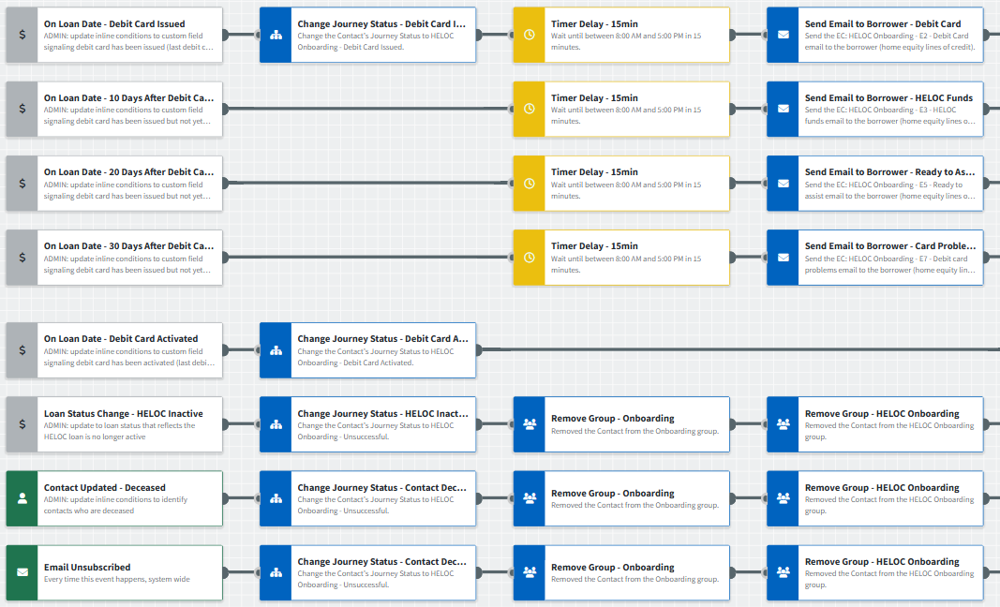 On Loan Date - Debit Card Issued
ADMIN: update inline conditions to custom field
signaling debit card has been issued (last debit c...
Change Journey Status - Debit Card I...
Change the Contact's Journey Status to HELOC
Onboarding - Debit Card Issued.
Timer Delay - 15min
Wait until between 8:00 AM and 5:00 PM in 15
minutes.
Send Email to Borrower - Debit Card
Send the EC: HELOC Onboarding - E2 - Debit Card
email to the borrower (home equity lines of credit).
On Loan Date - 10 Days After Debit Ca...
ADMIN: update inline conditions to custom field
signaling debit card has been issued but not yet...
Timer Delay - 15min
Wait until between 8:00 AM and 5:00 PM in 15
minutes.
Send Email to Borrower - HELOC Funds
Send the EC: HELOC Onboarding - E3 - HELOC
funds email to the borrower (home equity lines o...
On Loan Date - 20 Days After Debit Ca...
ADMIN: update inline conditions to custom field
signaling debit card has been issued but not yet...
Timer Delay - 15min
Wait until between 8:00 AM and 5:00 PM in 15
minutes.
Send Email to Borrower - Ready to As...
Send the EC: HELOC Onboarding - E5 - Ready to
assist email to the borrower (home equity lines o...
On Loan Date - 30 Days After Debit Ca...
ADMIN: update inline conditions to custom field
signaling debit card has been issued but not yet...
Timer Delay - 15min
Wait until between 8:00 AM and 5:00 PM in 15
minutes.
Send Email to Borrower - Card Proble...
Send the EC: HELOC Onboarding - E7 - Debit card
problems email to the borrower (home equity lin...
On Loan Date - Debit Card Activated
ADMIN: update inline conditions to custom field
signaling debit card has been activated (last debi...
Change Journey Status - Debit Card A...
Change the Contact's Journey Status to HELOC
Onboarding - Debit Card Activated.
Loan Status Change - HELOC Inactive
ADMIN: update to loan status that reflects the
HELOC loan is no longer active
Change Journey Status - HELOC Inact...
Change the Contact's Journey Status to HELOC
Onboarding - Unsuccessful.
Remove Group - Onboarding
Removed the Contact from the Onboarding group.
Remove Group - HELOC Onboarding
Removed the Contact from the HELOC Onboarding
group.
Contact Updated - Deceased
ADMIN: update inline conditions to identify
contacts who are deceased
Change Journey Status - Contact Dec...
Change the Contact's Journey Status to HELOC
Onboarding - Unsuccessful.
Remove Group - Onboarding
Removed the Contact from the Onboarding group.
Remove Group - HELOC Onboarding
Removed the Contact from the HELOC Onboarding
group.
Email Unsubscribed
Every time this event happens, system wide
Change Journey Status - Contact Dec...
Change the Contact's Journey Status to HELOC
Onboarding - Unsuccessful.
Remove Group - Onboarding
Removed the Contact from the Onboarding group.
Remove Group - HELOC Onboarding
Removed the Contact from the HELOC Onboarding
group.